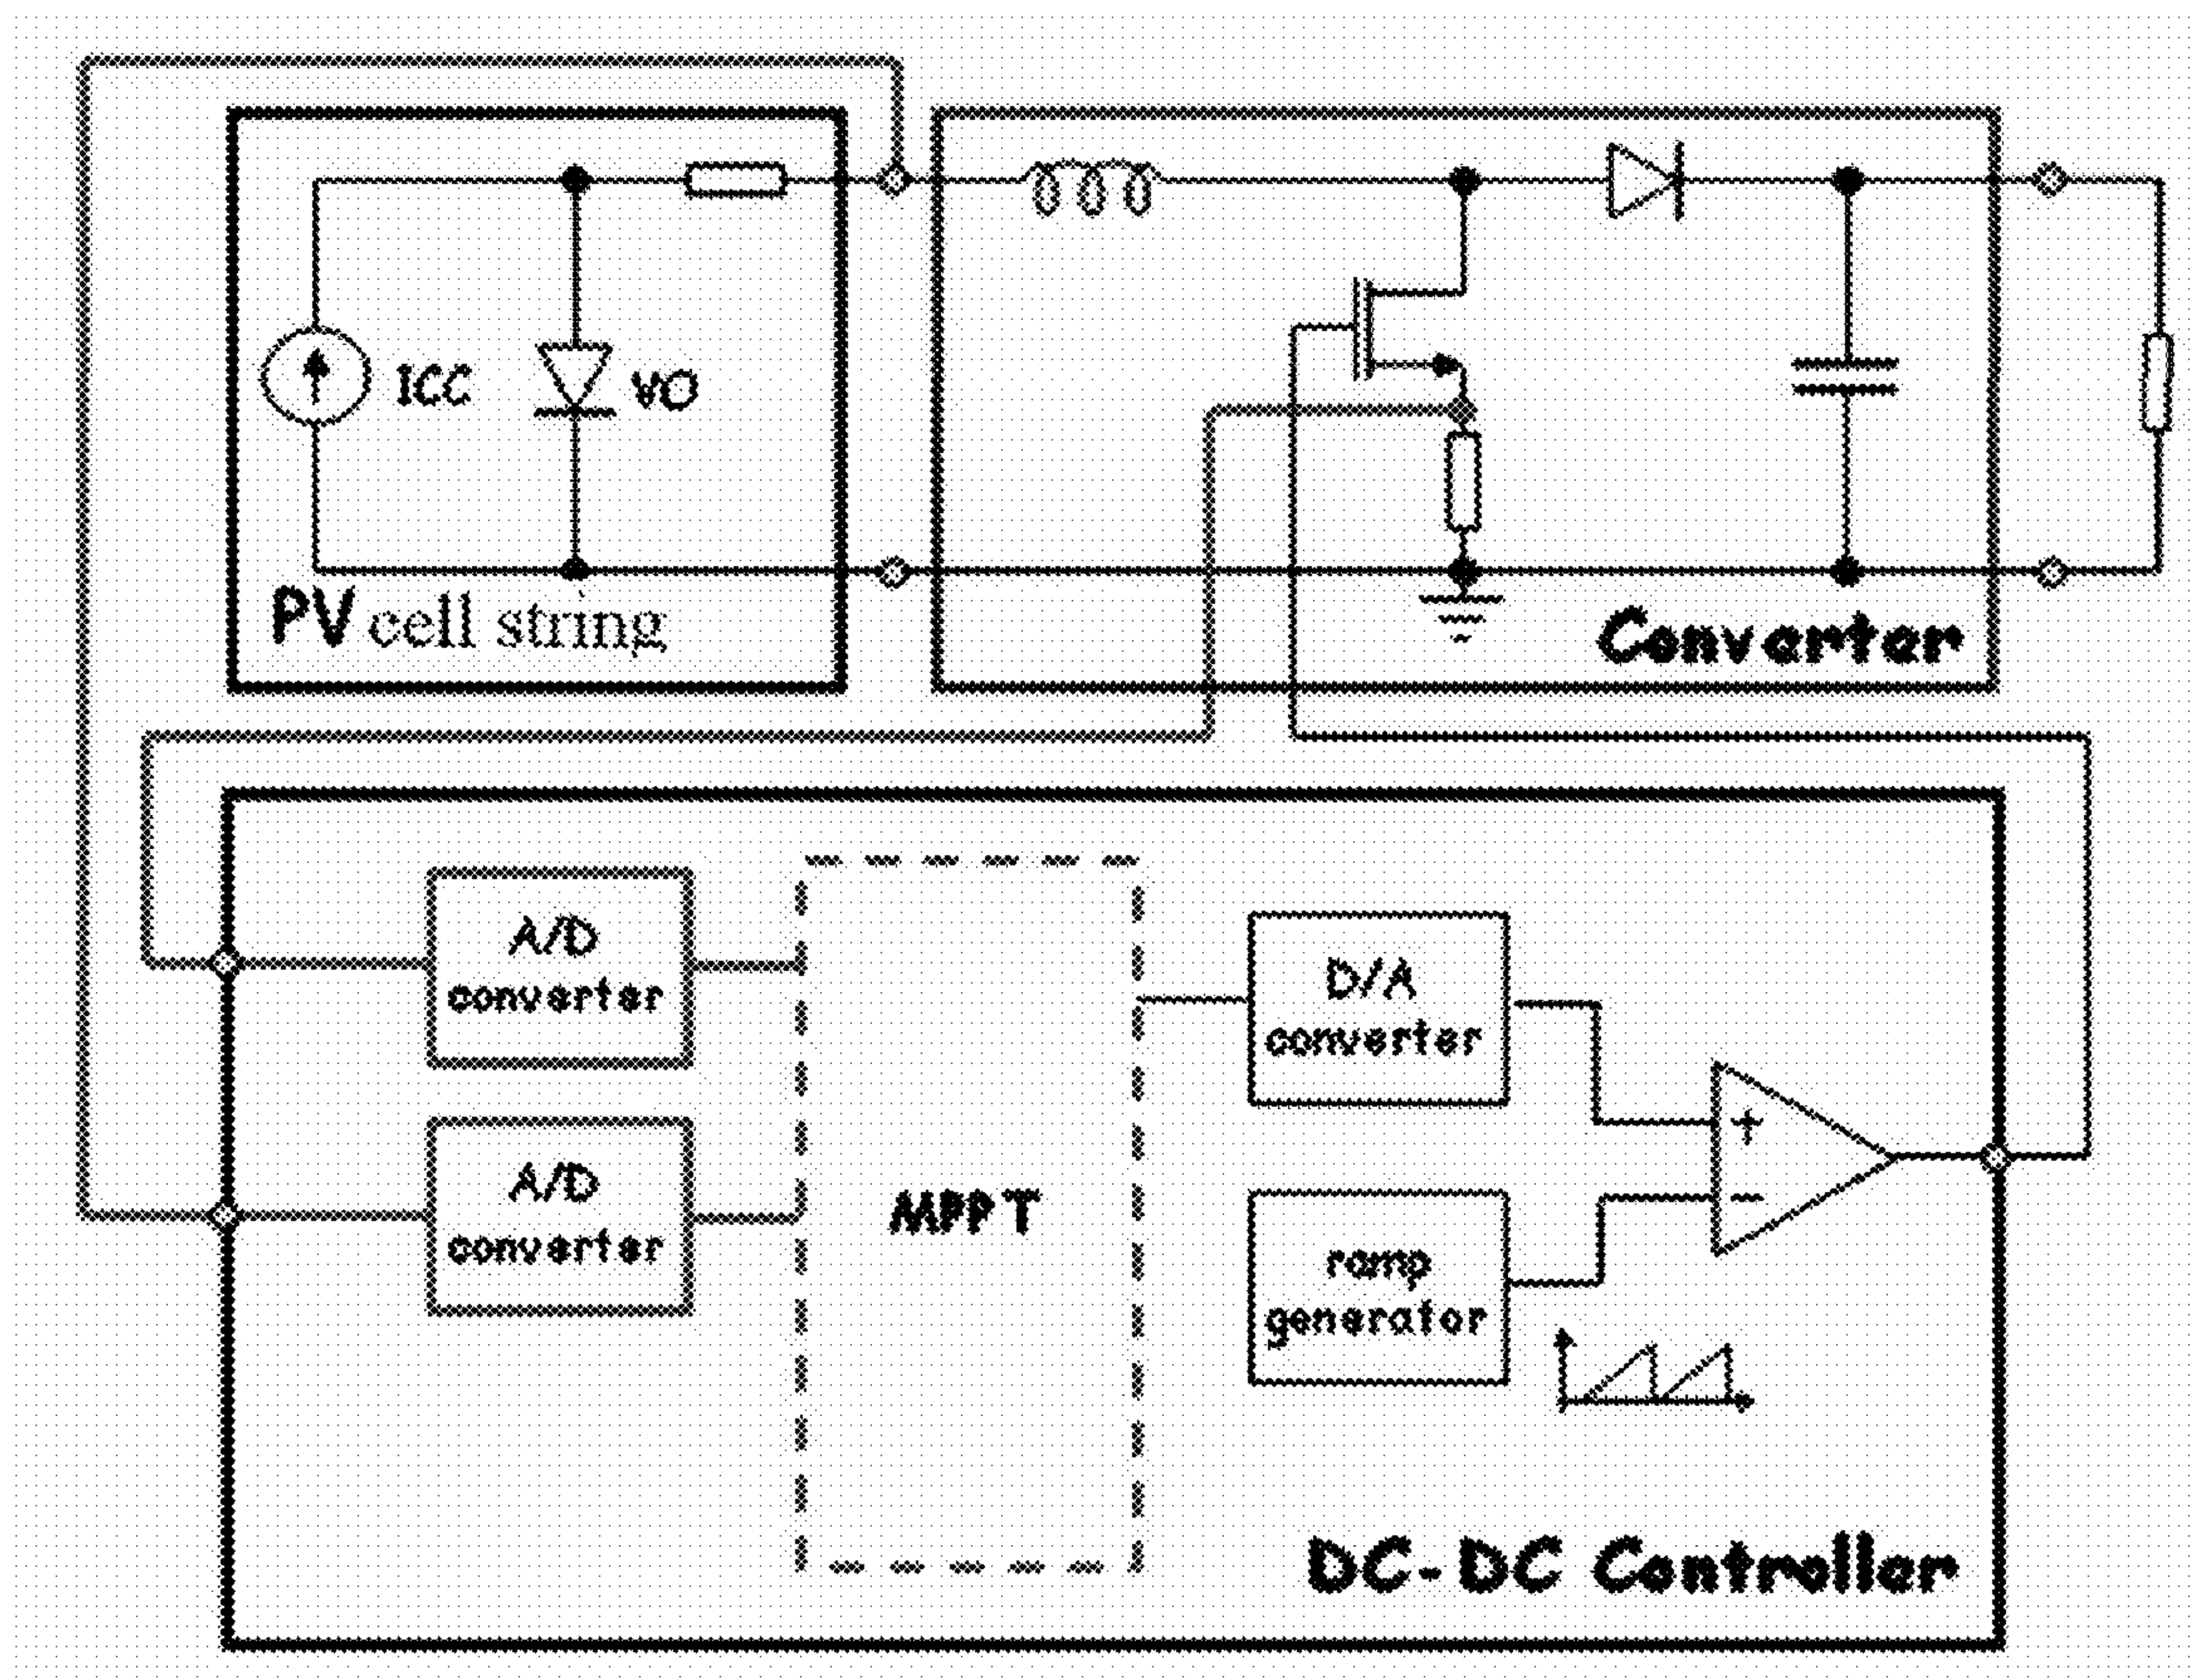 ICC
VO
PV cell string
Converter
A/D
converter
D/A
converter
+
A/D
converter
MPPT
-
ramp
generator
DC-DC Controller